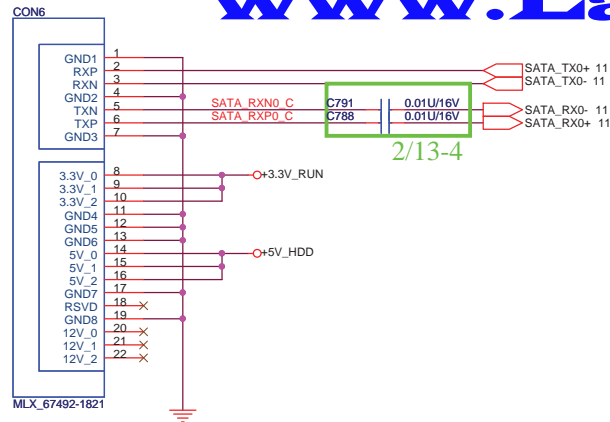 CON6
www.La
GND1 1
RXP 2
RXN 3
GND2 4
TXN 5
TXP 6
GND3 7
SATA_TX0+ 11
SATA_TX0- 11
SATA_RXN0_C C791 0.01U/16V SATA_RX0- 11
SATA_RXP0_C C788 0.01U/16V SATA_RX0+ 11
2/13-4
3.3V_0 8 +3.3V_RUN
3.3V_1 9
3.3V_2 10
GND4 11
GND5 12
GND6 13
5V_0 14 +5V_HDD
5V_1 15
5V_2 16
GND7 17
RSVD 18
GND8 19
12V_0 20
12V_1 21
12V_2 22
MLX_67492-1821